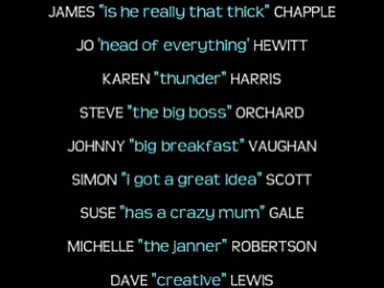 JAMES "is he really that thick" CHAPPLE
JO 'head of everything' HEWITT
KAREN "thunder" HARRIS
STEVE "the big boss" ORCHARD
JOHNNY "big breakfast" VAUGHAN
SIMON "i got a great idea" SCOTT
SUSE "has a crazy mum" GALE
MICHELLE "the janner" ROBERTSON
DAVE "creative" LEWIS